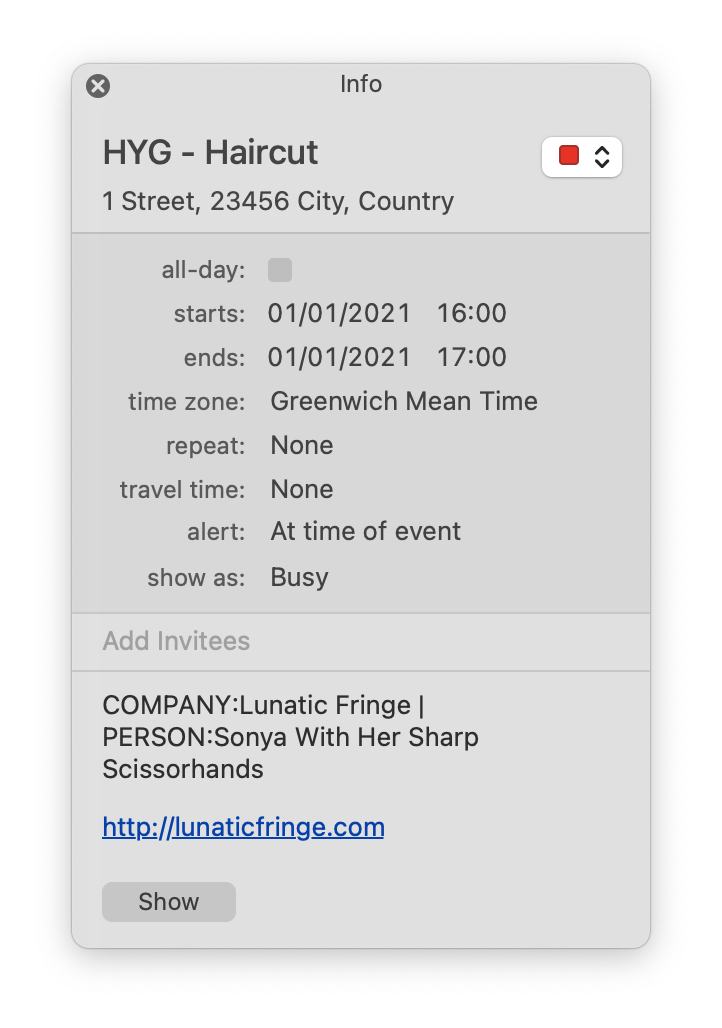 Info
HYG - Haircut
1 Street, 23456 City, Country
all-day:
starts: 01/01/2021 16:00
ends: 01/01/2021 17:00
time zone: Greenwich Mean Time
repeat: None
travel time: None
alert: At time of event
show as: Busy
Add Invitees
COMPANY:Lunatic Fringe |
PERSON:Sonya With Her Sharp
Scissorhands
http://lunaticfringe.com
Show